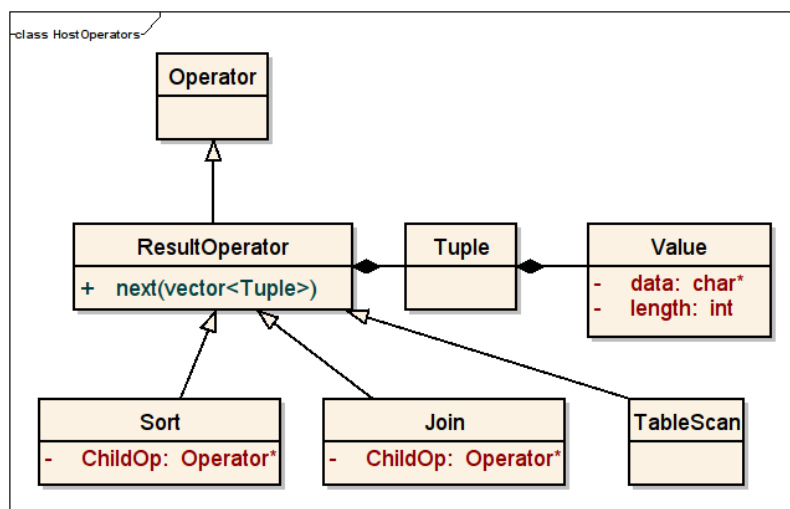 class HostOperators
Operator
ResultOperator
+ next(vector<Tuple>)
Tuple
Value
- data: char*
- length: int
Sort
- ChildOp: Operator*
Join
- ChildOp: Operator*
TableScan